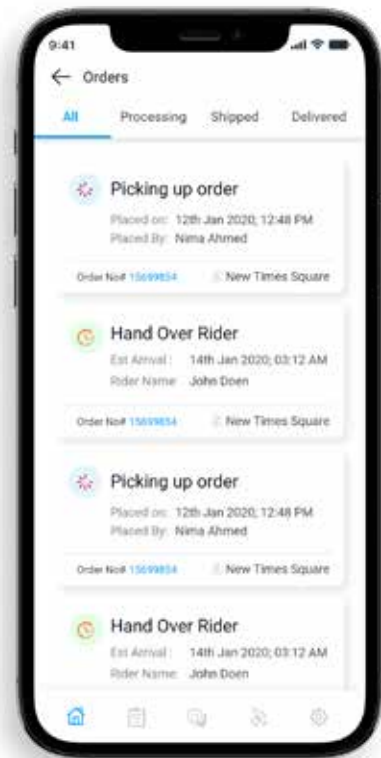 9:41
Orders
All Processing Shipped Delivered
Picking up order
Placed on: 12th Jan 2020, 12:48 PM
Placed By: Nima Ahmed
Order No# 15699854 New Times Square
Hand Over Rider
Est Arrival : 14th Jan 2020; 03:12 AM
Rider Name: John Doen
Order No# 15699854 New Times Square
Picking up order
Placed on: 12th Jan 2020, 12:48 PM
Placed By: Nima Ahmed
Order No# 15699854 New Times Square
Hand Over Rider
Est Arrival : 14th Jan 2020; 03:12 AM
Rider Name: John Doen